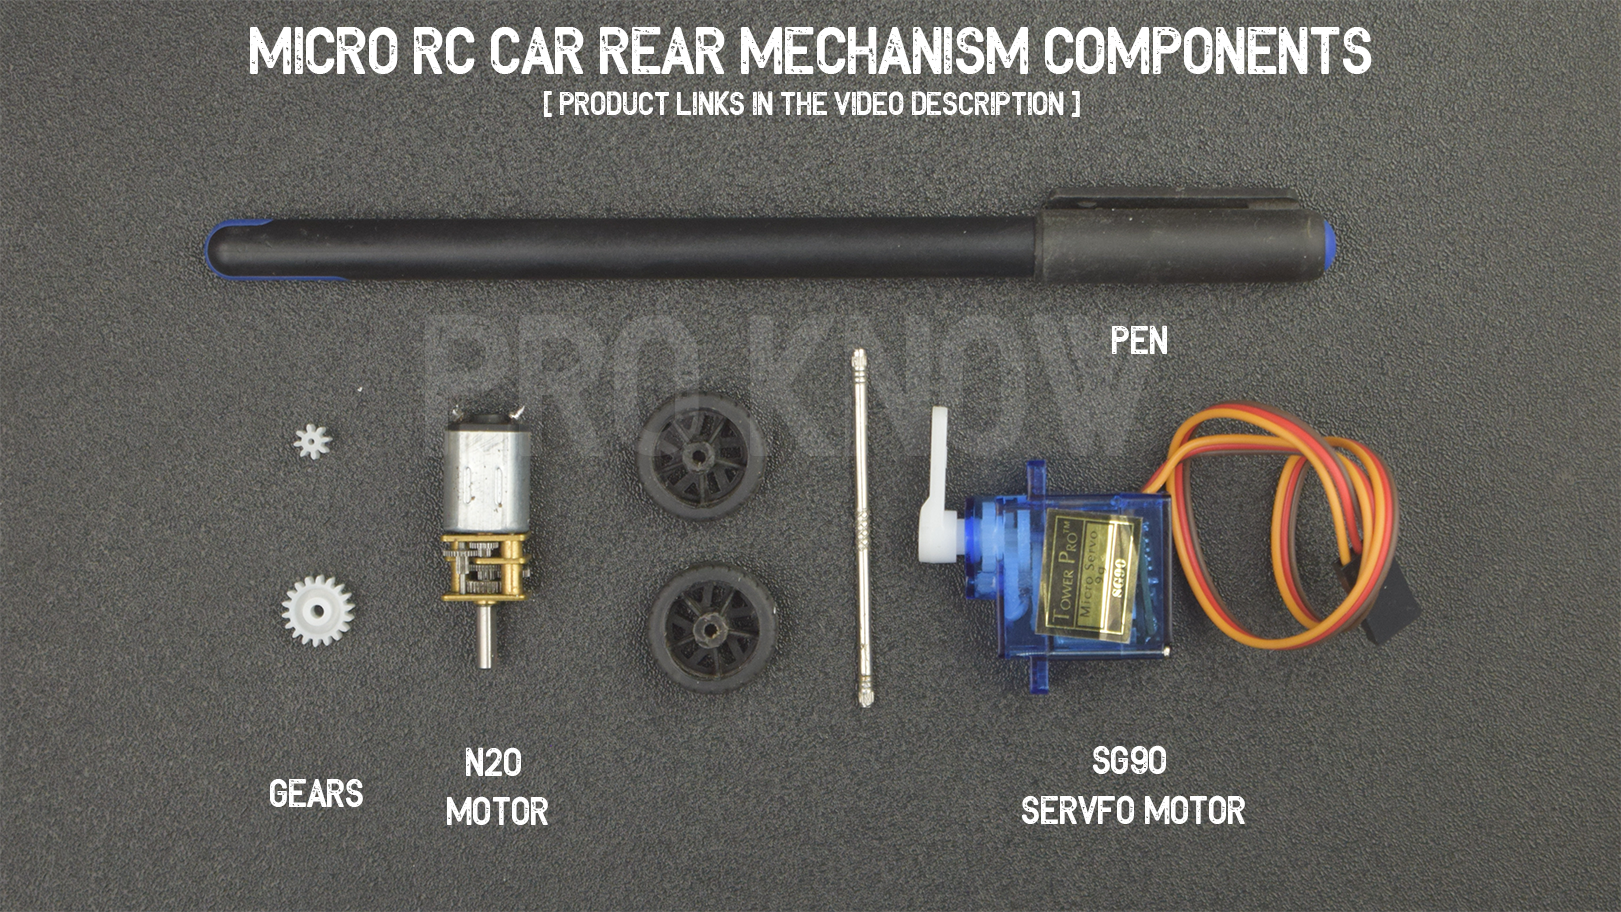 MICRO RC CAR REAR MECHANISM COMPONENTS
[ PRODUCT LINKS IN THE VIDEO DESCRIPTION ]
PRO KNOW
PEN
TOWER PRO™
Micro Servo
9g
SG90
GEARS
N20
MOTOR
SG90
SERVFO MOTOR